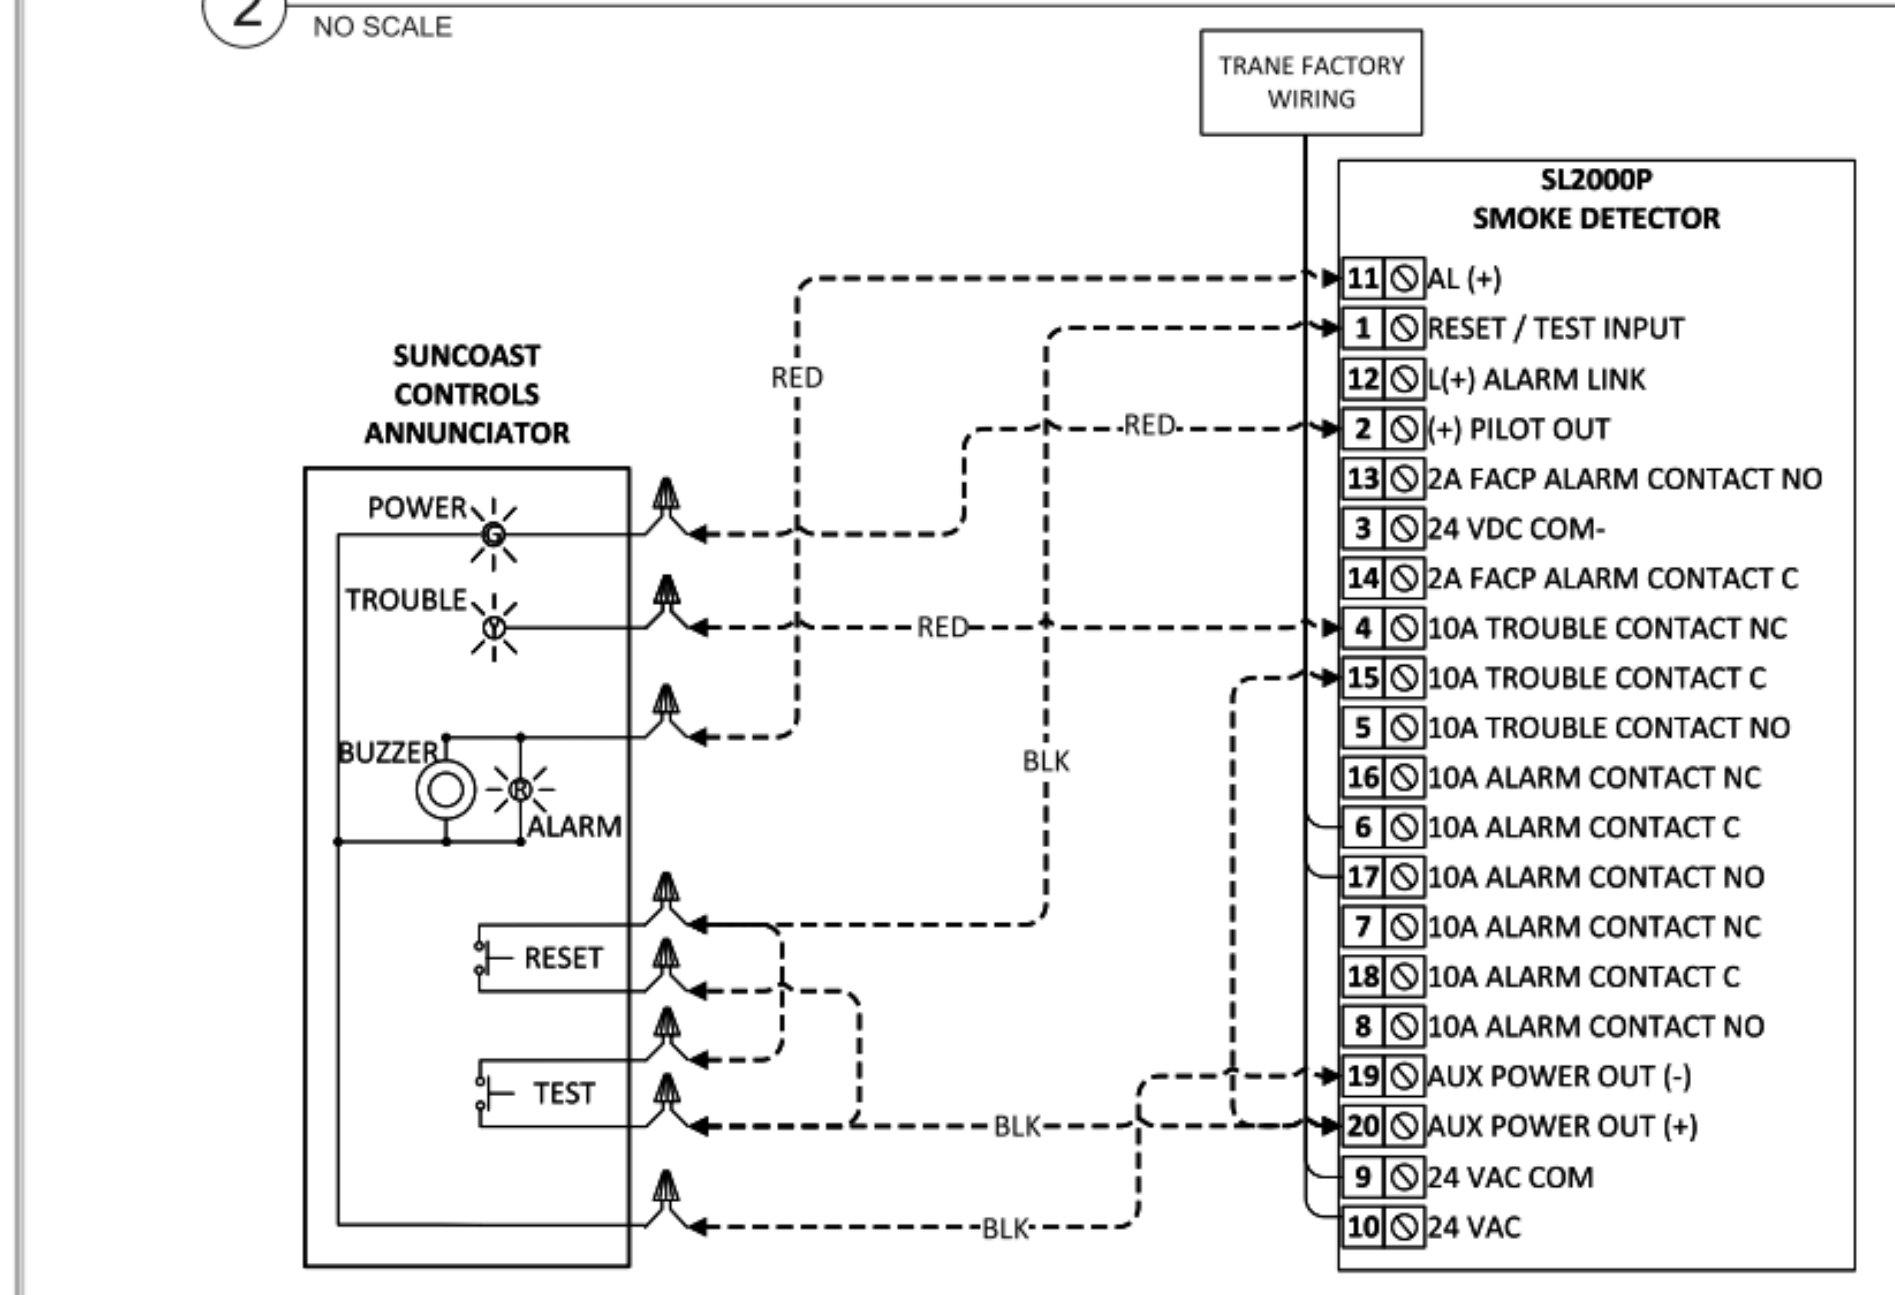 2
NO SCALE
TRANE FACTORY
WIRING
SL2000P
SMOKE DETECTOR
11 AL (+)
1 RESET / TEST INPUT
12 L(+) ALARM LINK
2 (+) PILOT OUT
13 2A FACP ALARM CONTACT NO
3 24 VDC COM-
14 2A FACP ALARM CONTACT C
4 10A TROUBLE CONTACT NC
15 10A TROUBLE CONTACT C
5 10A TROUBLE CONTACT NO
16 10A ALARM CONTACT NC
6 10A ALARM CONTACT C
17 10A ALARM CONTACT NO
7 10A ALARM CONTACT NC
18 10A ALARM CONTACT C
8 10A ALARM CONTACT NO
19 AUX POWER OUT (-)
20 AUX POWER OUT (+)
9 24 VAC COM
10 24 VAC
SUNCOAST
CONTROLS
ANNUNCIATOR
POWER
G
TROUBLE
Y
BUZZER
R
ALARM
RESET
TEST
RED
RED
RED
BLK
BLK
BLK